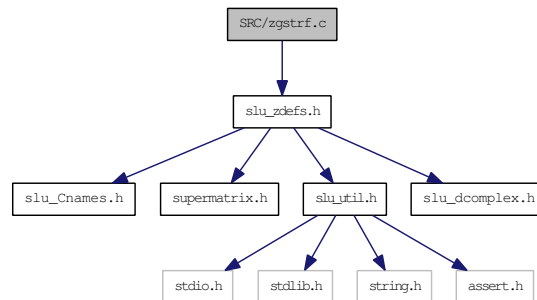 SRC/zgstrf.c
slu_zdefs.h
slu_Cnames.h
supermatrix.h
slu_util.h
slu_dcomplex.h
stdio.h
stdlib.h
string.h
assert.h